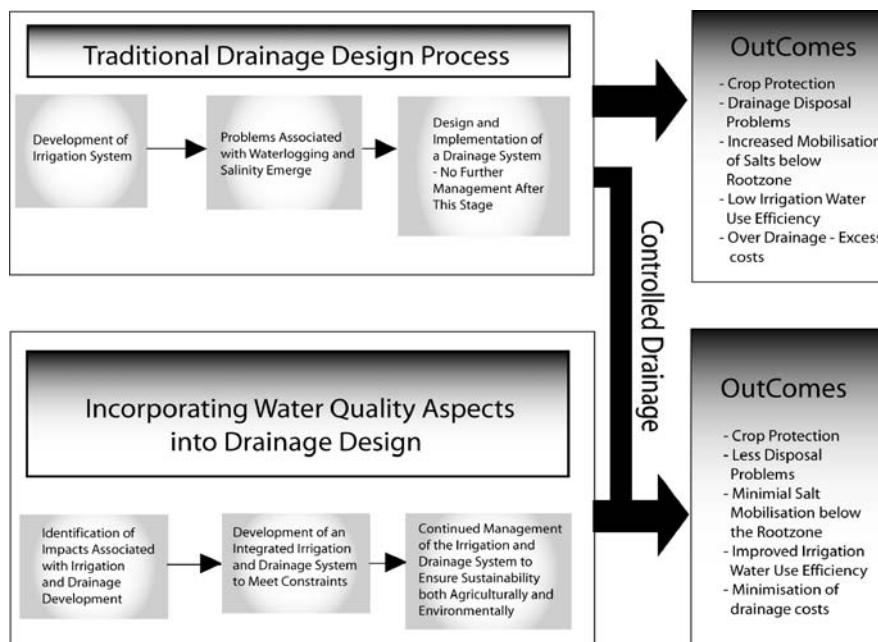 Traditional Drainage Design Process
Development of
Irrigation System
Problems Associated
with Waterlogging and
Salinity Emerge
Design and
Implementation of
a Drainage System
- No Further
Management After
This Stage
OutComes
- Crop Protection
- Drainage Disposal
Problems
- Increased Mobilisation
of Salts below
Rootzone
- Low Irrigation Water
Use Efficiency
- Over Drainage - Excess
costs
Controlled Drainage
Incorporating Water Quality Aspects
into Drainage Design
Identification of
Impacts Associated
with Irrigation
and Drainage
Development
Development of an
Integrated Irrigation
and Drainage System
to Meet Constraints
Continued Management
of the Irrigation and
Drainage System to
Ensure Sustainability
both Agriculturally and
Environmentally
OutComes
- Crop Protection
- Less Disposal
Problems
- Minimial Salt
Mobilisation below
the Rootzone
- Improved Irrigation
Water Use Efficiency
- Minimisation of
drainage costs